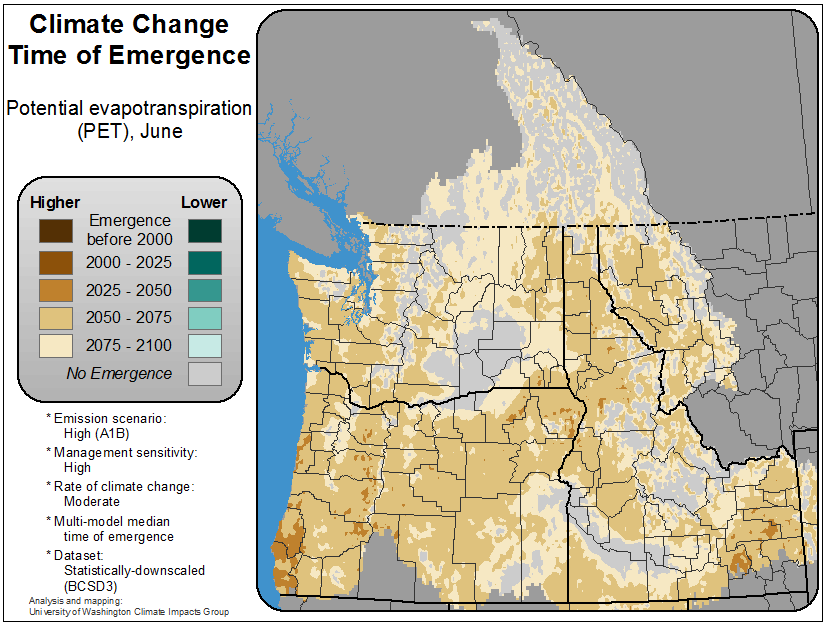 Climate Change
Time of Emergence
Potential evapotranspiration
(PET), June
Higher
Lower
Emergence
before 2000
2000 - 2025
2025 - 2050
2050 - 2075
2075 - 2100
No Emergence
* Emission scenario:
High (A1B)
* Management sensitivity:
High
* Rate of climate change:
Moderate
* Multi-model median
time of emergence
* Dataset:
Statistically-downscaled
(BCSD3)
Analysis and mapping:
University of Washington Climate Impacts Group